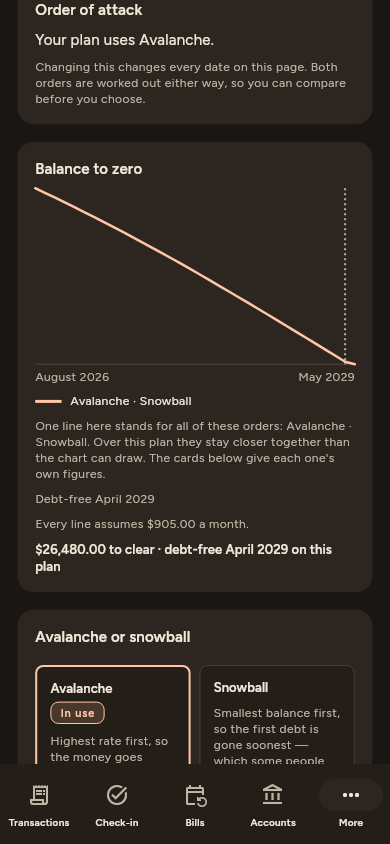 Order of attack
Your plan uses Avalanche.
Changing this changes every date on this page. Both
orders are worked out either way, so you can compare
before you choose.
Balance to zero
August 2026
May 2029
Avalanche · Snowball
One line here stands for all of these orders: Avalanche ·
Snowball. Over this plan they stay closer together than
the chart can draw. The cards below give each one's
own figures.
Debt-free April 2029
Every line assumes $905.00 a month.
$26,480.00 to clear · debt-free April 2029 on this
plan
Avalanche or snowball
Avalanche
In use
Highest rate first, so
the money goes
Snowball
Smallest balance first,
so the first debt is
gone soonest —
which some people
Transactions
Check-in
Bills
Accounts
More